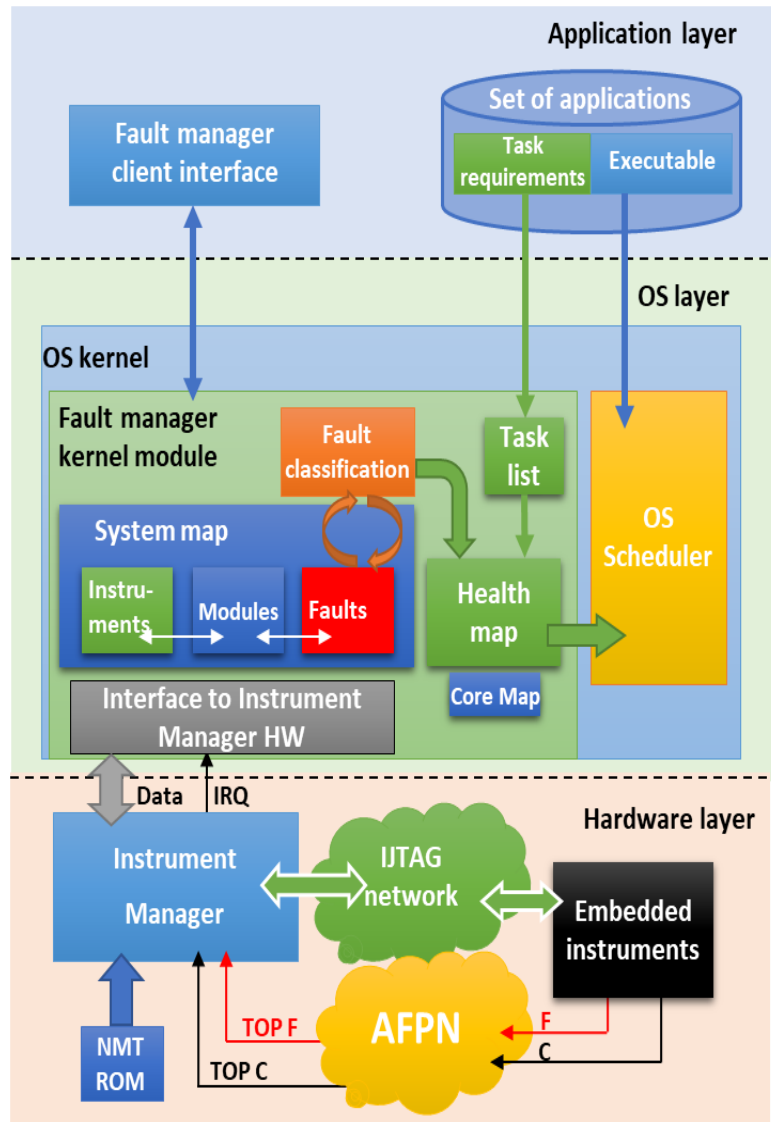 Application layer
Set of applications
Fault manager
client interface
Task
requirements
Executable
OS layer
OS kernel
Fault manager
kernel module
Fault
classification
Task
list
OS
Scheduler
System map
Instru-
ments
Modules
Faults
Health
map
Core Map
Interface to Instrument
Manager HW
Data
IRQ
Hardware layer
Instrument
Manager
IJTAG
network
Embedded
instruments
AFPN
F
C
TOP F
TOP C
NMT
ROM